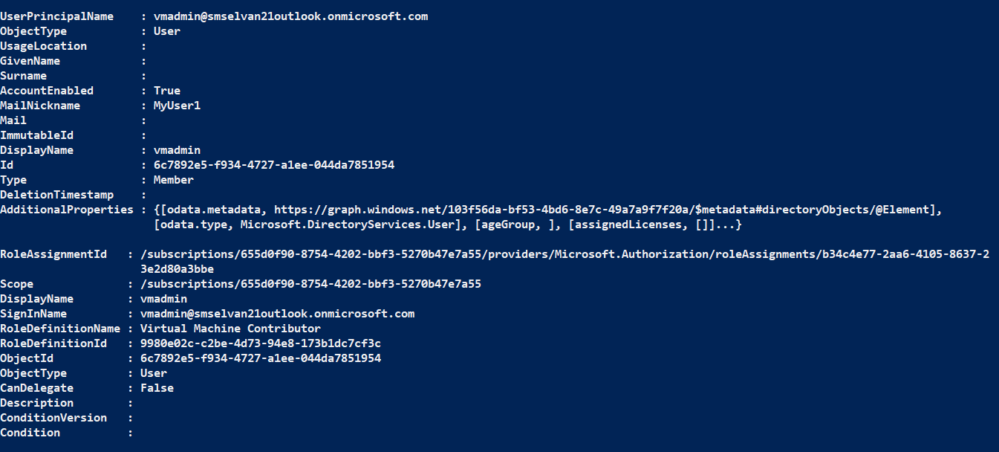 UserPrincipalName    : vmadmin@smselvan21outlook.onmicrosoft.com
ObjectType           : User
UsageLocation        :
GivenName            :
Surname              :
AccountEnabled       : True
MailNickname         : MyUser1
Mail                 :
ImmutableId          :
DisplayName          : vmadmin
Id                   : 6c7892e5-f934-4727-a1ee-044da7851954
Type                 : Member
DeletionTimestamp    :
AdditionalProperties : {[odata.metadata, https://graph.windows.net/103f56da-bf53-4bd6-8e7c-49a7a9f7f20a/$metadata#directoryObjects/@Element],
                       [odata.type, Microsoft.DirectoryServices.User], [ageGroup, ], [assignedLicenses, []]...}

RoleAssignmentId   : /subscriptions/655d0f90-8754-4202-bbf3-5270b47e7a55/providers/Microsoft.Authorization/roleAssignments/b34c4e77-2aa6-4105-8637-2
                     3e2d80a3bbe
Scope              : /subscriptions/655d0f90-8754-4202-bbf3-5270b47e7a55
DisplayName        : vmadmin
SignInName         : vmadmin@smselvan21outlook.onmicrosoft.com
RoleDefinitionName : Virtual Machine Contributor
RoleDefinitionId   : 9980e02c-c2be-4d73-94e8-173b1dc7cf3c
ObjectId           : 6c7892e5-f934-4727-a1ee-044da7851954
ObjectType         : User
CanDelegate        : False
Description        :
ConditionVersion   :
Condition          :